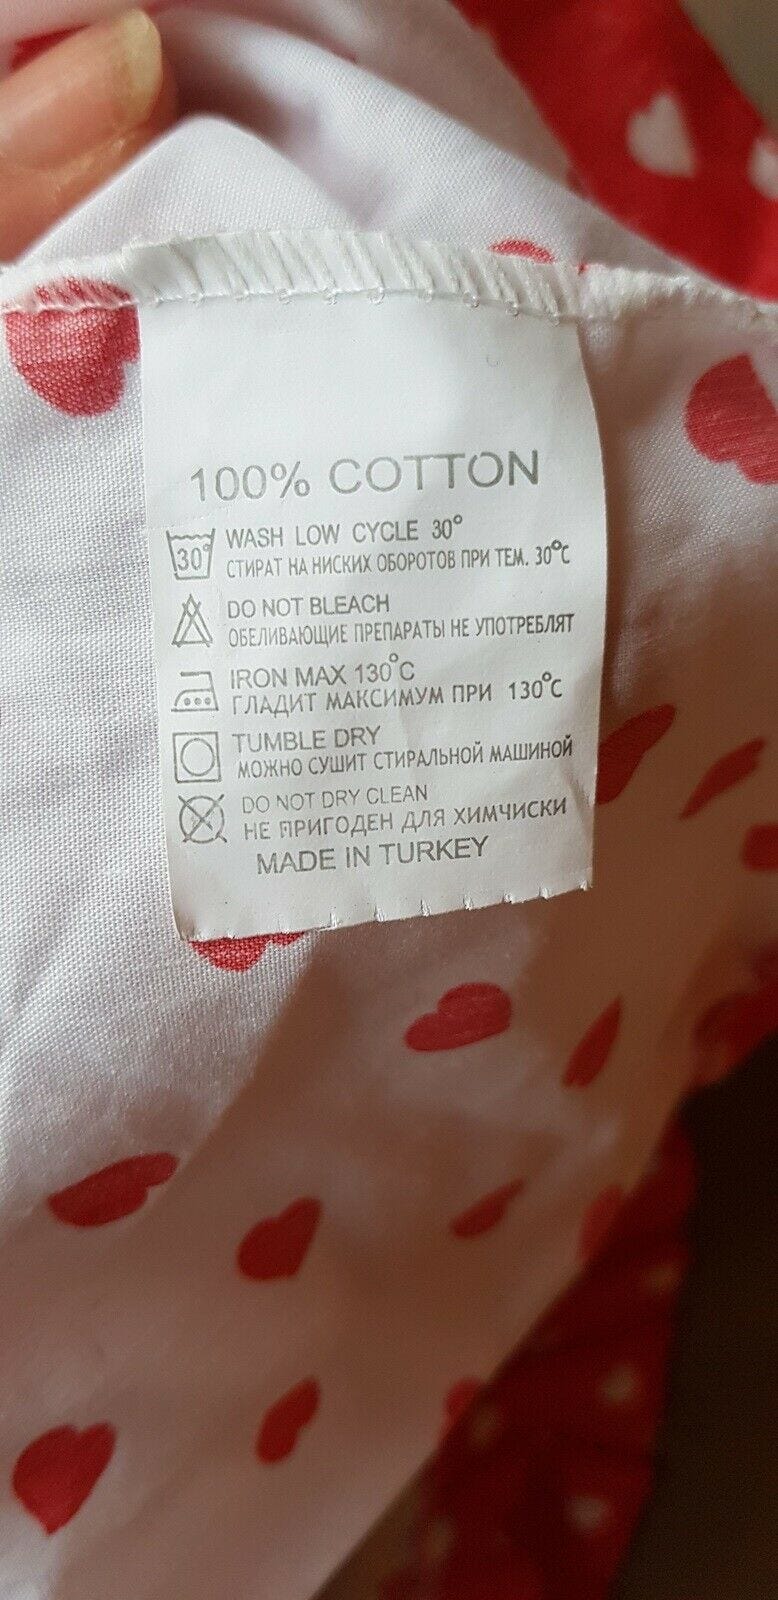 100% COTTON
30° WASH LOW CYCLE 30°
СТИРАТ НА НИСКИХ ОБОРОТОВ ПРИ ТЕМ. 30°C
DO NOT BLEACH
ОБЕЛИВАЮЩИЕ ПРЕПАРАТЫ НЕ УПОТРЕБЛЯТ
IRON MAX 130°C
ГЛАДИТ МАКСИМУМ ПРИ 130°C
TUMBLE DRY
МОЖНО СУШИТ СТИРАЛЬНОЙ МАШИНОЙ
DO NOT DRY CLEAN
НЕ ПРИГОДЕН ДЛЯ ХИМЧИСКИ
MADE IN TURKEY